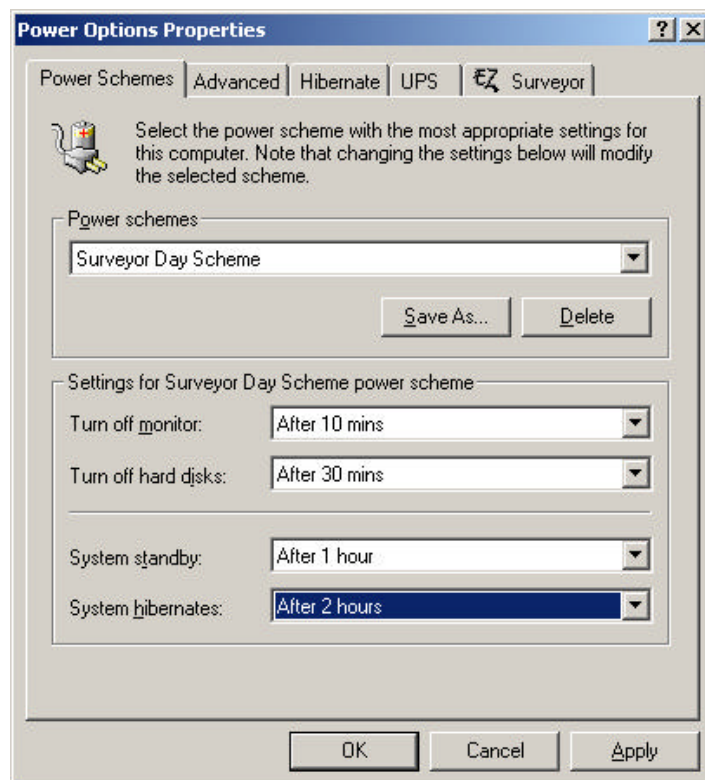 Power Options Properties
Power Schemes Advanced Hibernate UPS EZ Surveyor
Select the power scheme with the most appropriate settings for
this computer. Note that changing the settings below will modify
the selected scheme.
Power schemes
Surveyor Day Scheme
Save As... Delete
Settings for Surveyor Day Scheme power scheme
Turn off monitor: After 10 mins
Turn off hard disks: After 30 mins
System standby: After 1 hour
System hibernates: After 2 hours
OK Cancel Apply